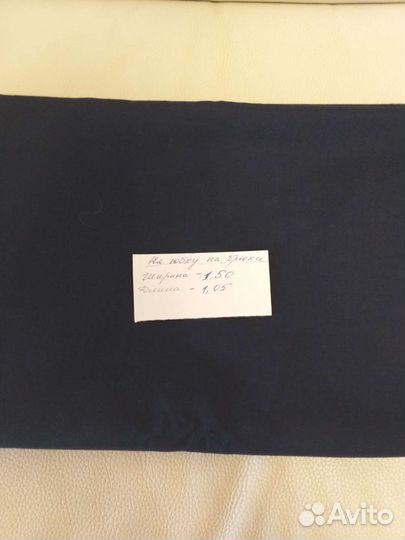 На юбку на брюки
Ширина - 1,50
Длина - 1,05
Avito